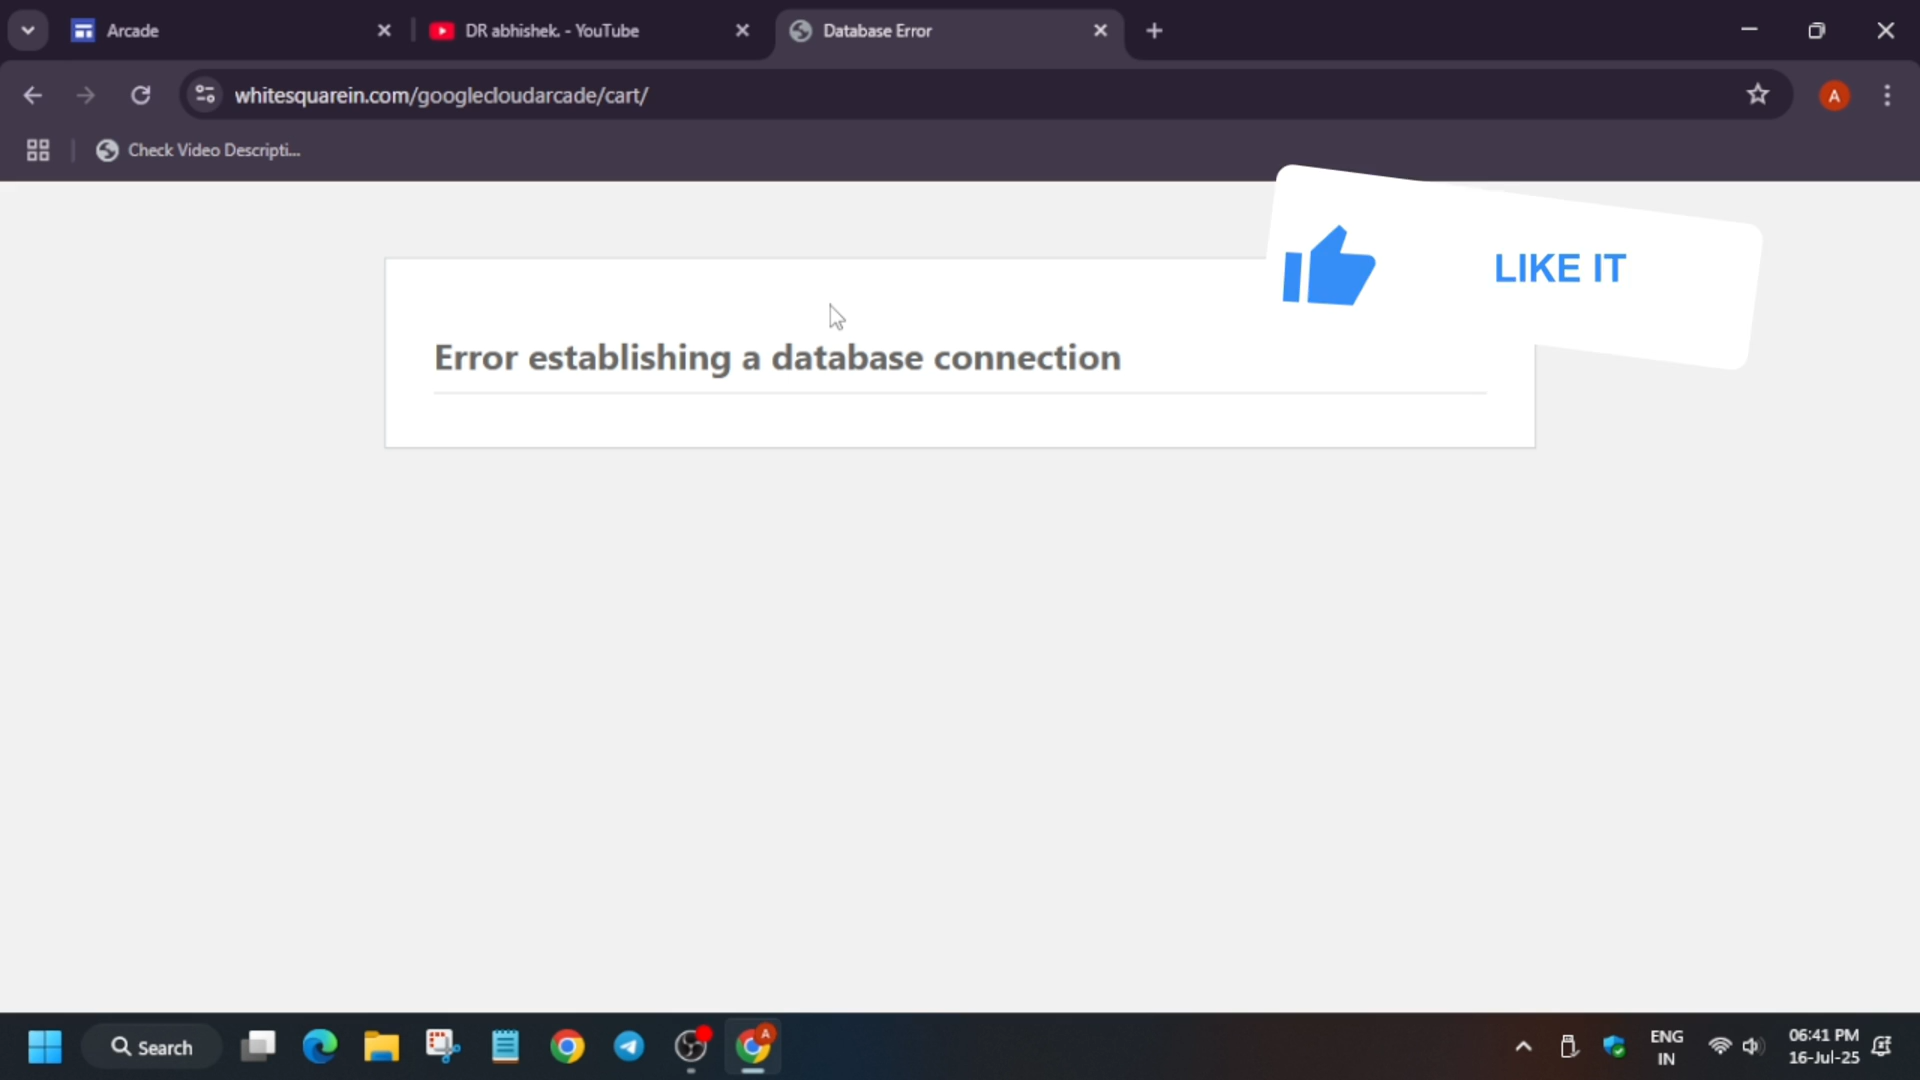 Arcade
DR abhishek. - YouTube
Database Error
whitesquarein.com/googlecloudarcade/cart/
A
Check Video Descripti...
LIKE IT
Error establishing a database connection
Search
A
ENG
IN
06:41 PM
16-Jul-25